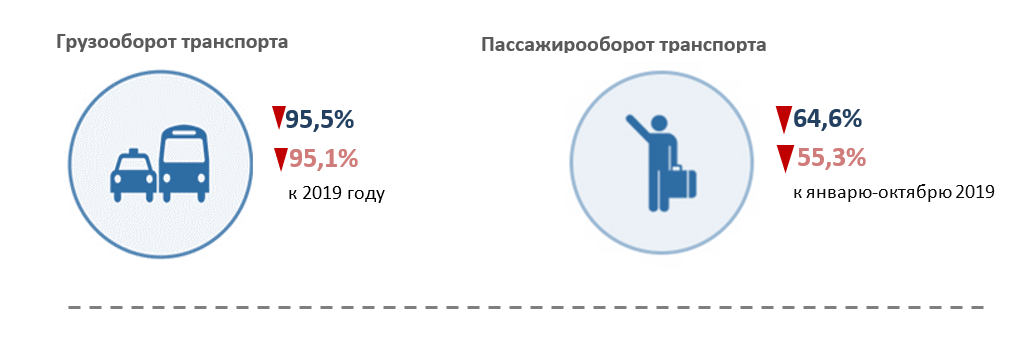 Грузооборот транспорта
95,5%
95,1%
к 2019 году
Пассажирооборот транспорта
64,6%
55,3%
к январю-октябрю 2019